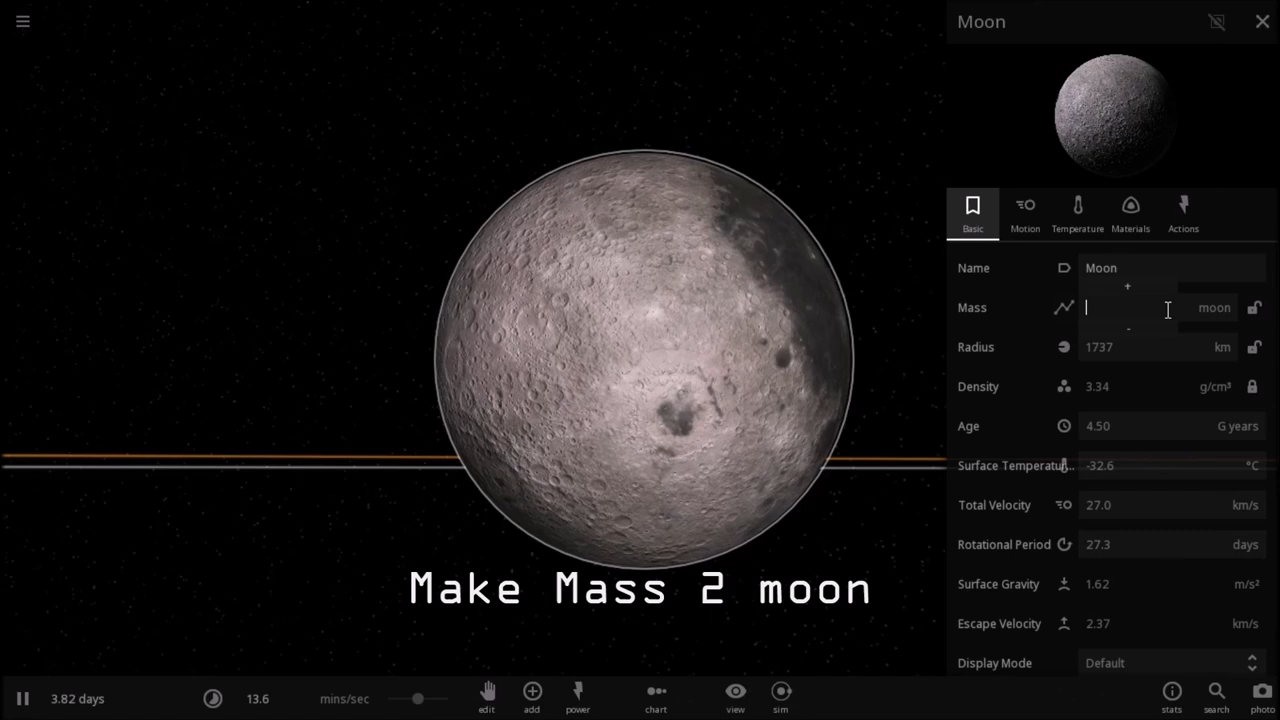 Moon
Basic
Motion
Temperature
Materials
Actions
Name
Moon
+
Mass
moon
-
Radius
1737
km
Density
3.34
g/cm³
Age
4.50
G years
Surface Temperatur...
-32.6
°C
Total Velocity
27.0
km/s
Rotational Period
27.3
days
Surface Gravity
1.62
m/s²
Escape Velocity
2.37
km/s
Display Mode
Default
Make Mass 2 moon
3.82 days
13.6
mins/sec
edit
add
power
chart
view
sim
stats
search
photo